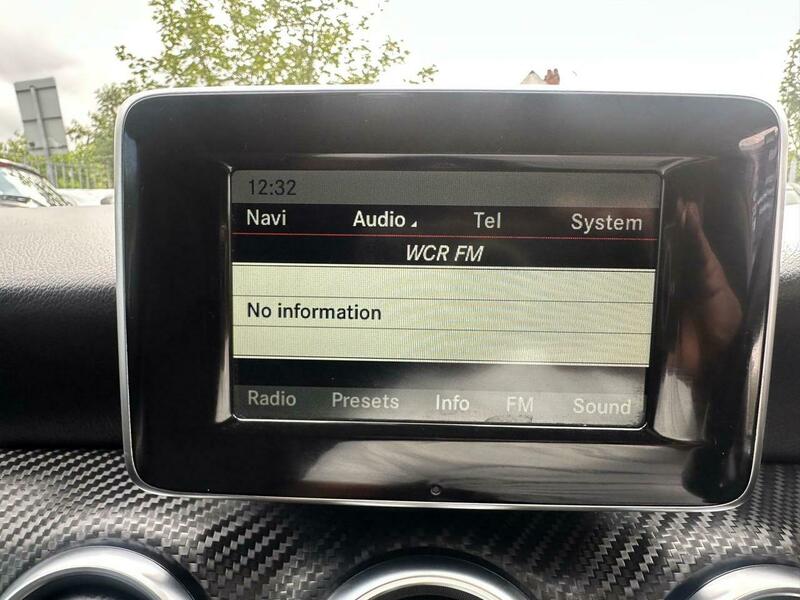 12:32
Navi Audio Tel System
WCR FM
No information
Radio Presets Info FM Sound